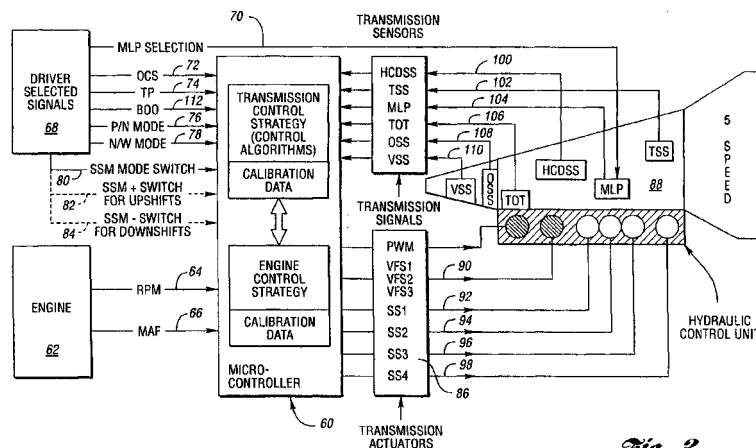 70
TRANSMISSION
SENSORS
MLP SELECTION
DRIVER
SELECTED
SIGNALS
68
OCS
72
TP
74
BOO
112
P/N MODE
76
N/W MODE
78
SSM MODE SWITCH
80
SSM + SWITCH
FOR UPSHIFTS
82
SSM - SWITCH
FOR DOWNSHIFTS
84
ENGINE
62
RPM
64
MAF
66
TRANSMISSION
CONTROL
STRATEGY
(CONTROL
ALGORITHMS)
CALIBRATION
DATA
ENGINE
CONTROL
STRATEGY
CALIBRATION
DATA
MICRO-
CONTROLLER
60
HCDSS
TSS
MLP
TOT
OSS
VSS
100
102
104
106
108
110
TRANSMISSION
SIGNALS
PWM
VFS1
VFS2
VFS3
SS1
SS2
SS3
SS4
86
90
92
94
96
98
TRANSMISSION
ACTUATORS
VSS
OSS
TOT
HCDSS
MLP
TSS
88
5 SPEED
HYDRAULIC
CONTROL UNIT
Fig. 2